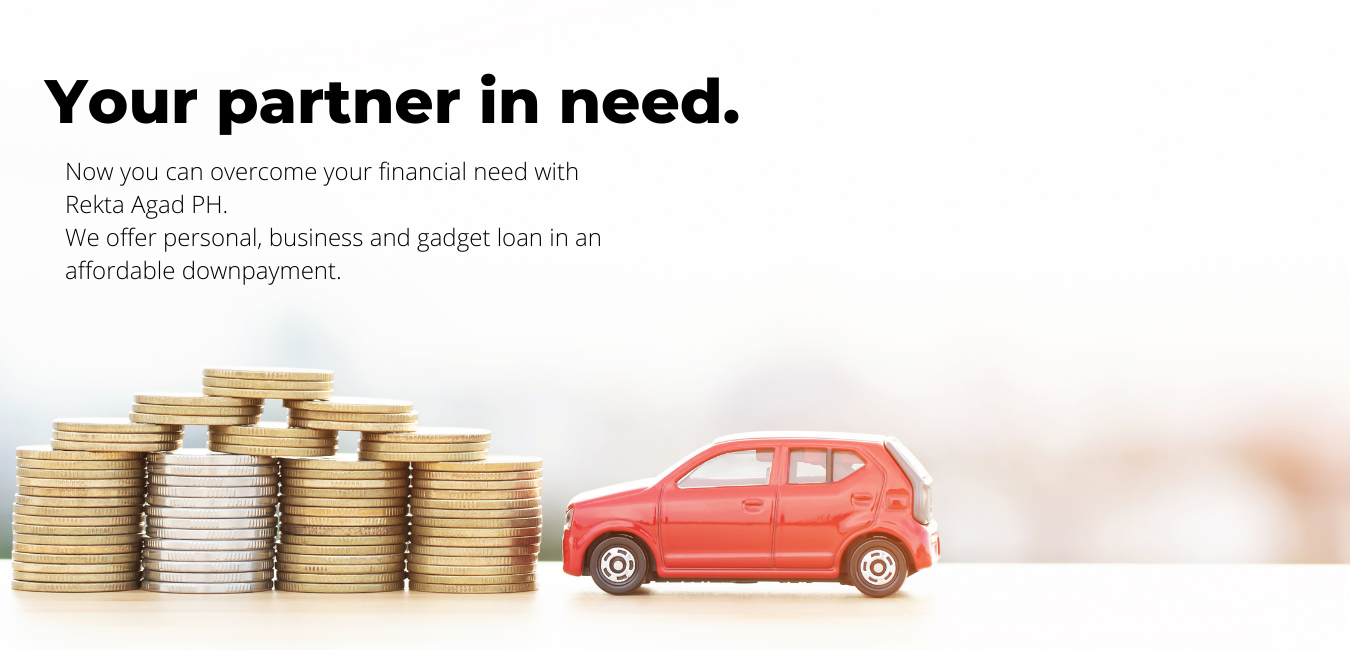 Your partner in need.
Now you can overcome your financial need with
Rekta Agad PH.
We offer personal, business and gadget loan in an
affordable downpayment.